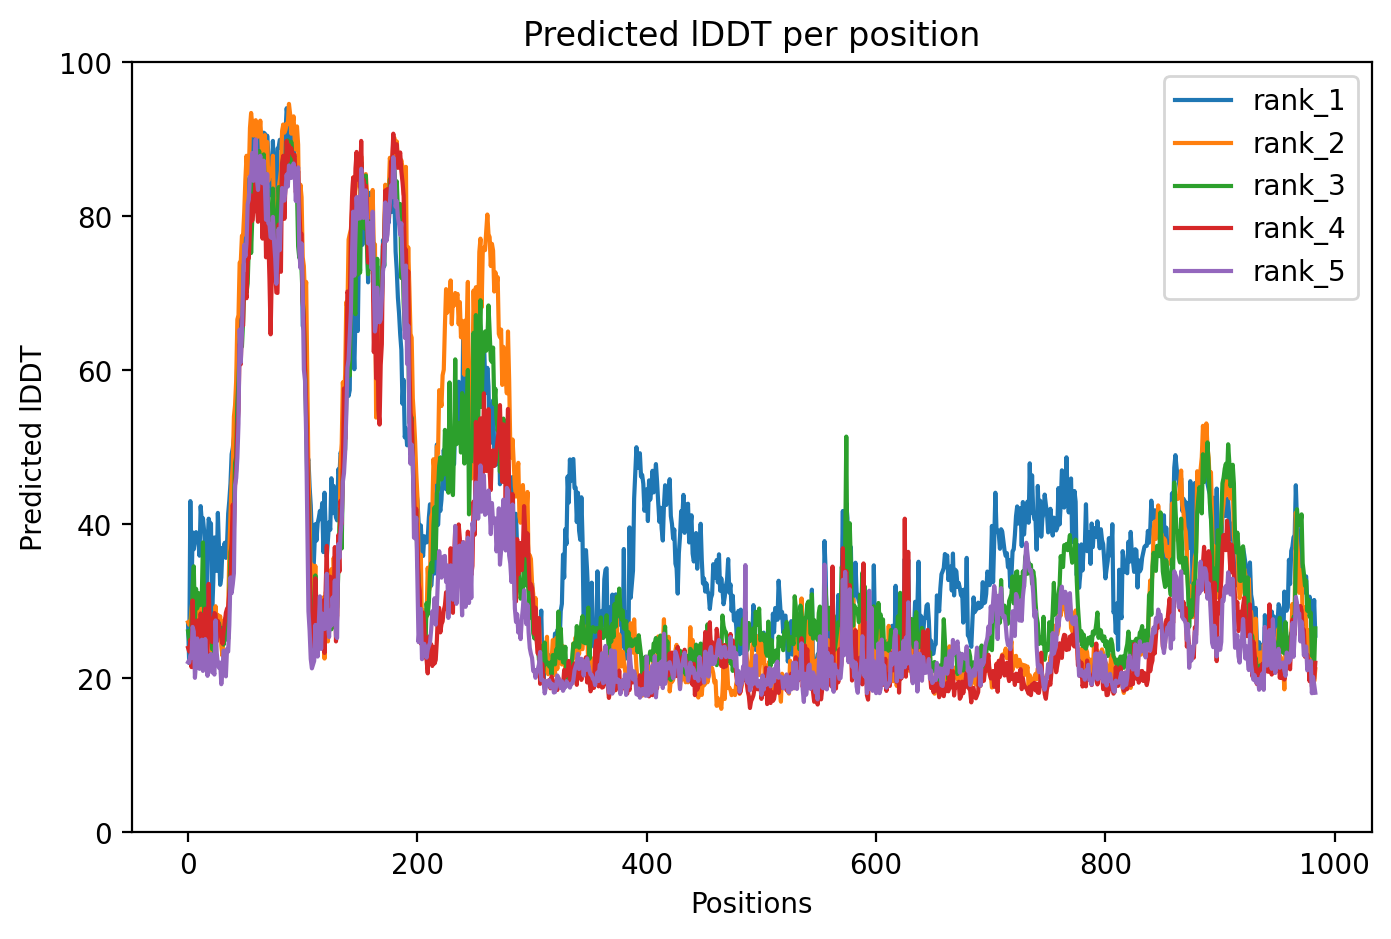 Predicted lDDT per position
100
80
60
40
20
0
Predicted lDDT
0 200 400 600 800 1000
Positions
rank_1
rank_2
rank_3
rank_4
rank_5